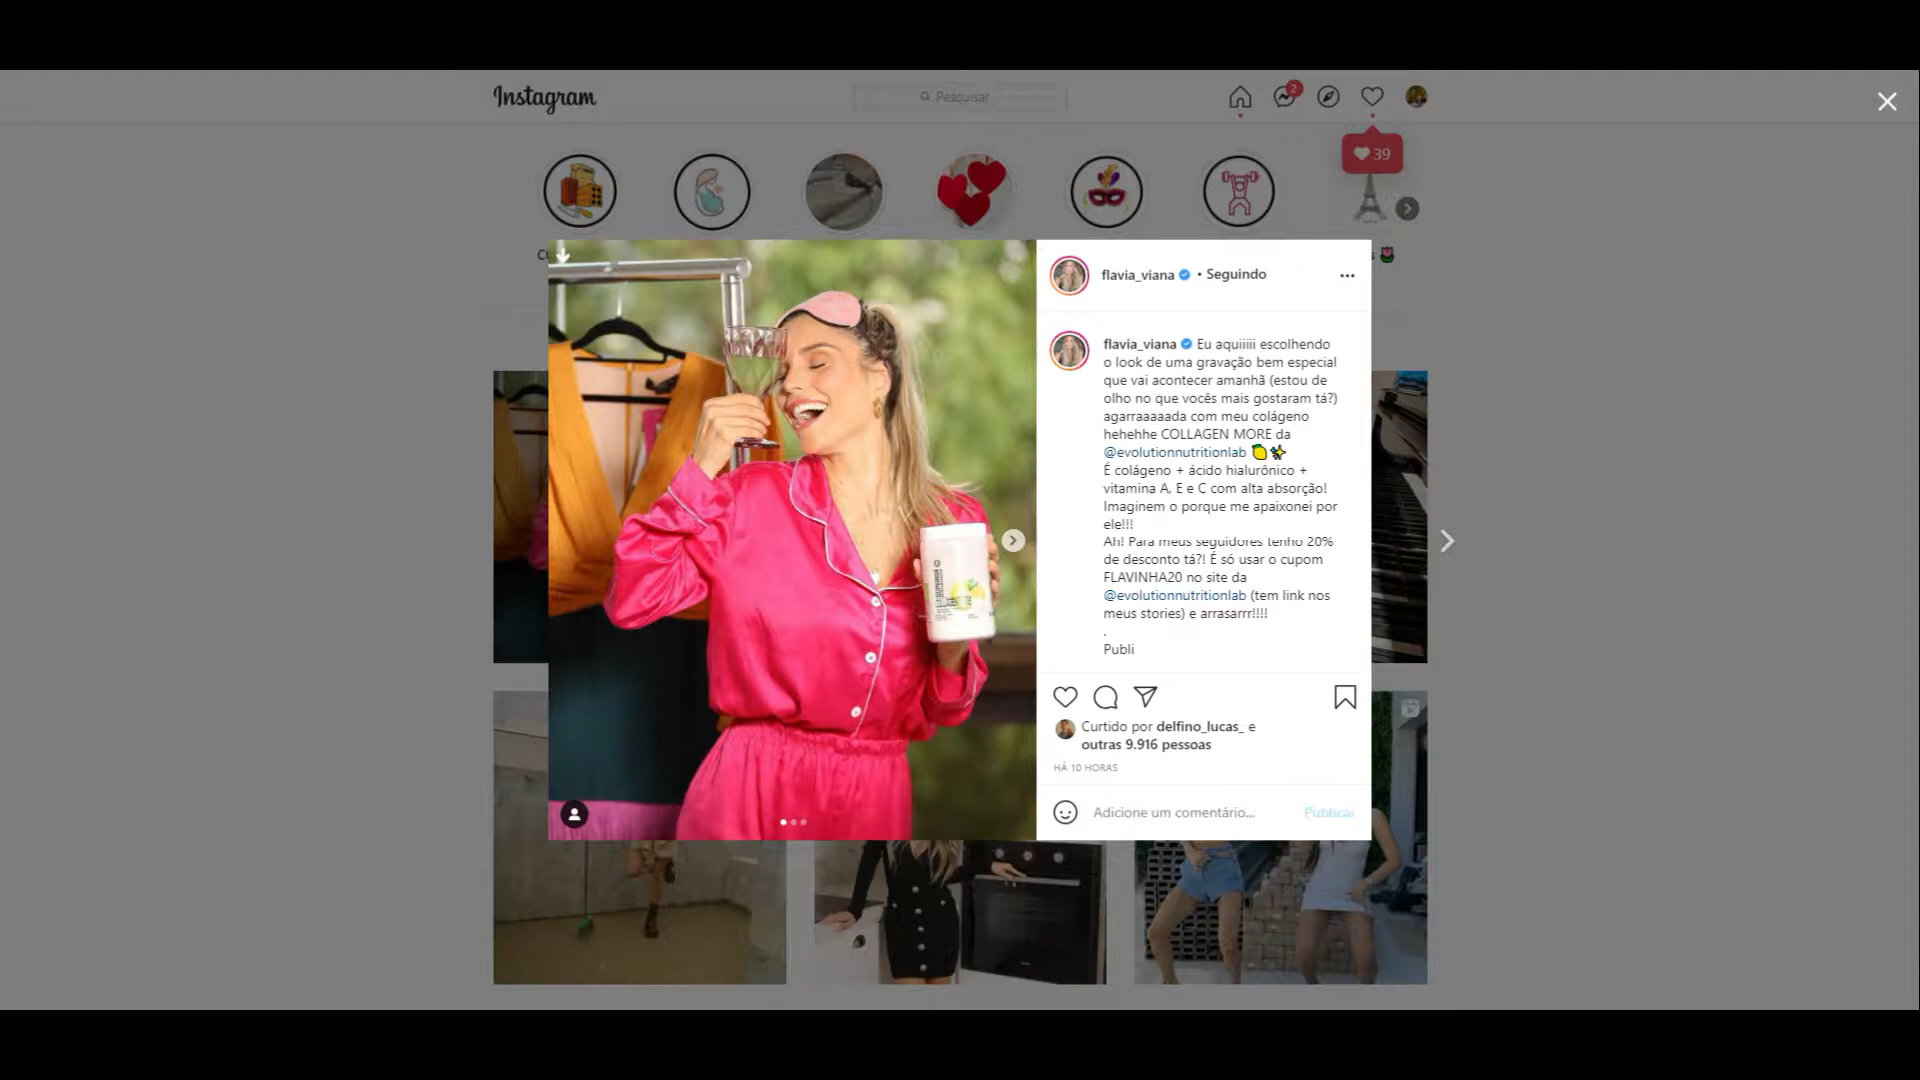 Instagram
Pesquisar
2
39
flavia_viana • Seguindo
flavia_viana Eu aquiiiii escolhendo
o look de uma gravação bem especial
que vai acontecer amanhã (estou de
olho no que vocês mais gostaram tá?)
agarraaaaada com meu colágeno
hehehhe COLLAGEN MORE da
@evolutionnutritionlab 🍋✨
É colágeno + ácido hialurônico +
vitamina A, E e C com alta absorção!
Imaginem o porque me apaixonei por
ele!!!
Ah! Para meus seguidores tenho 20%
de desconto tá?! É só usar o cupom
FLAVINHA20 no site da
@evolutionnutritionlab (tem link nos
meus stories) e arrasarrr!!!!
.
Publi
Curtido por delfino_lucas_ e
outras 9.916 pessoas
HÁ 10 HORAS
Adicione um comentário...
Publicar